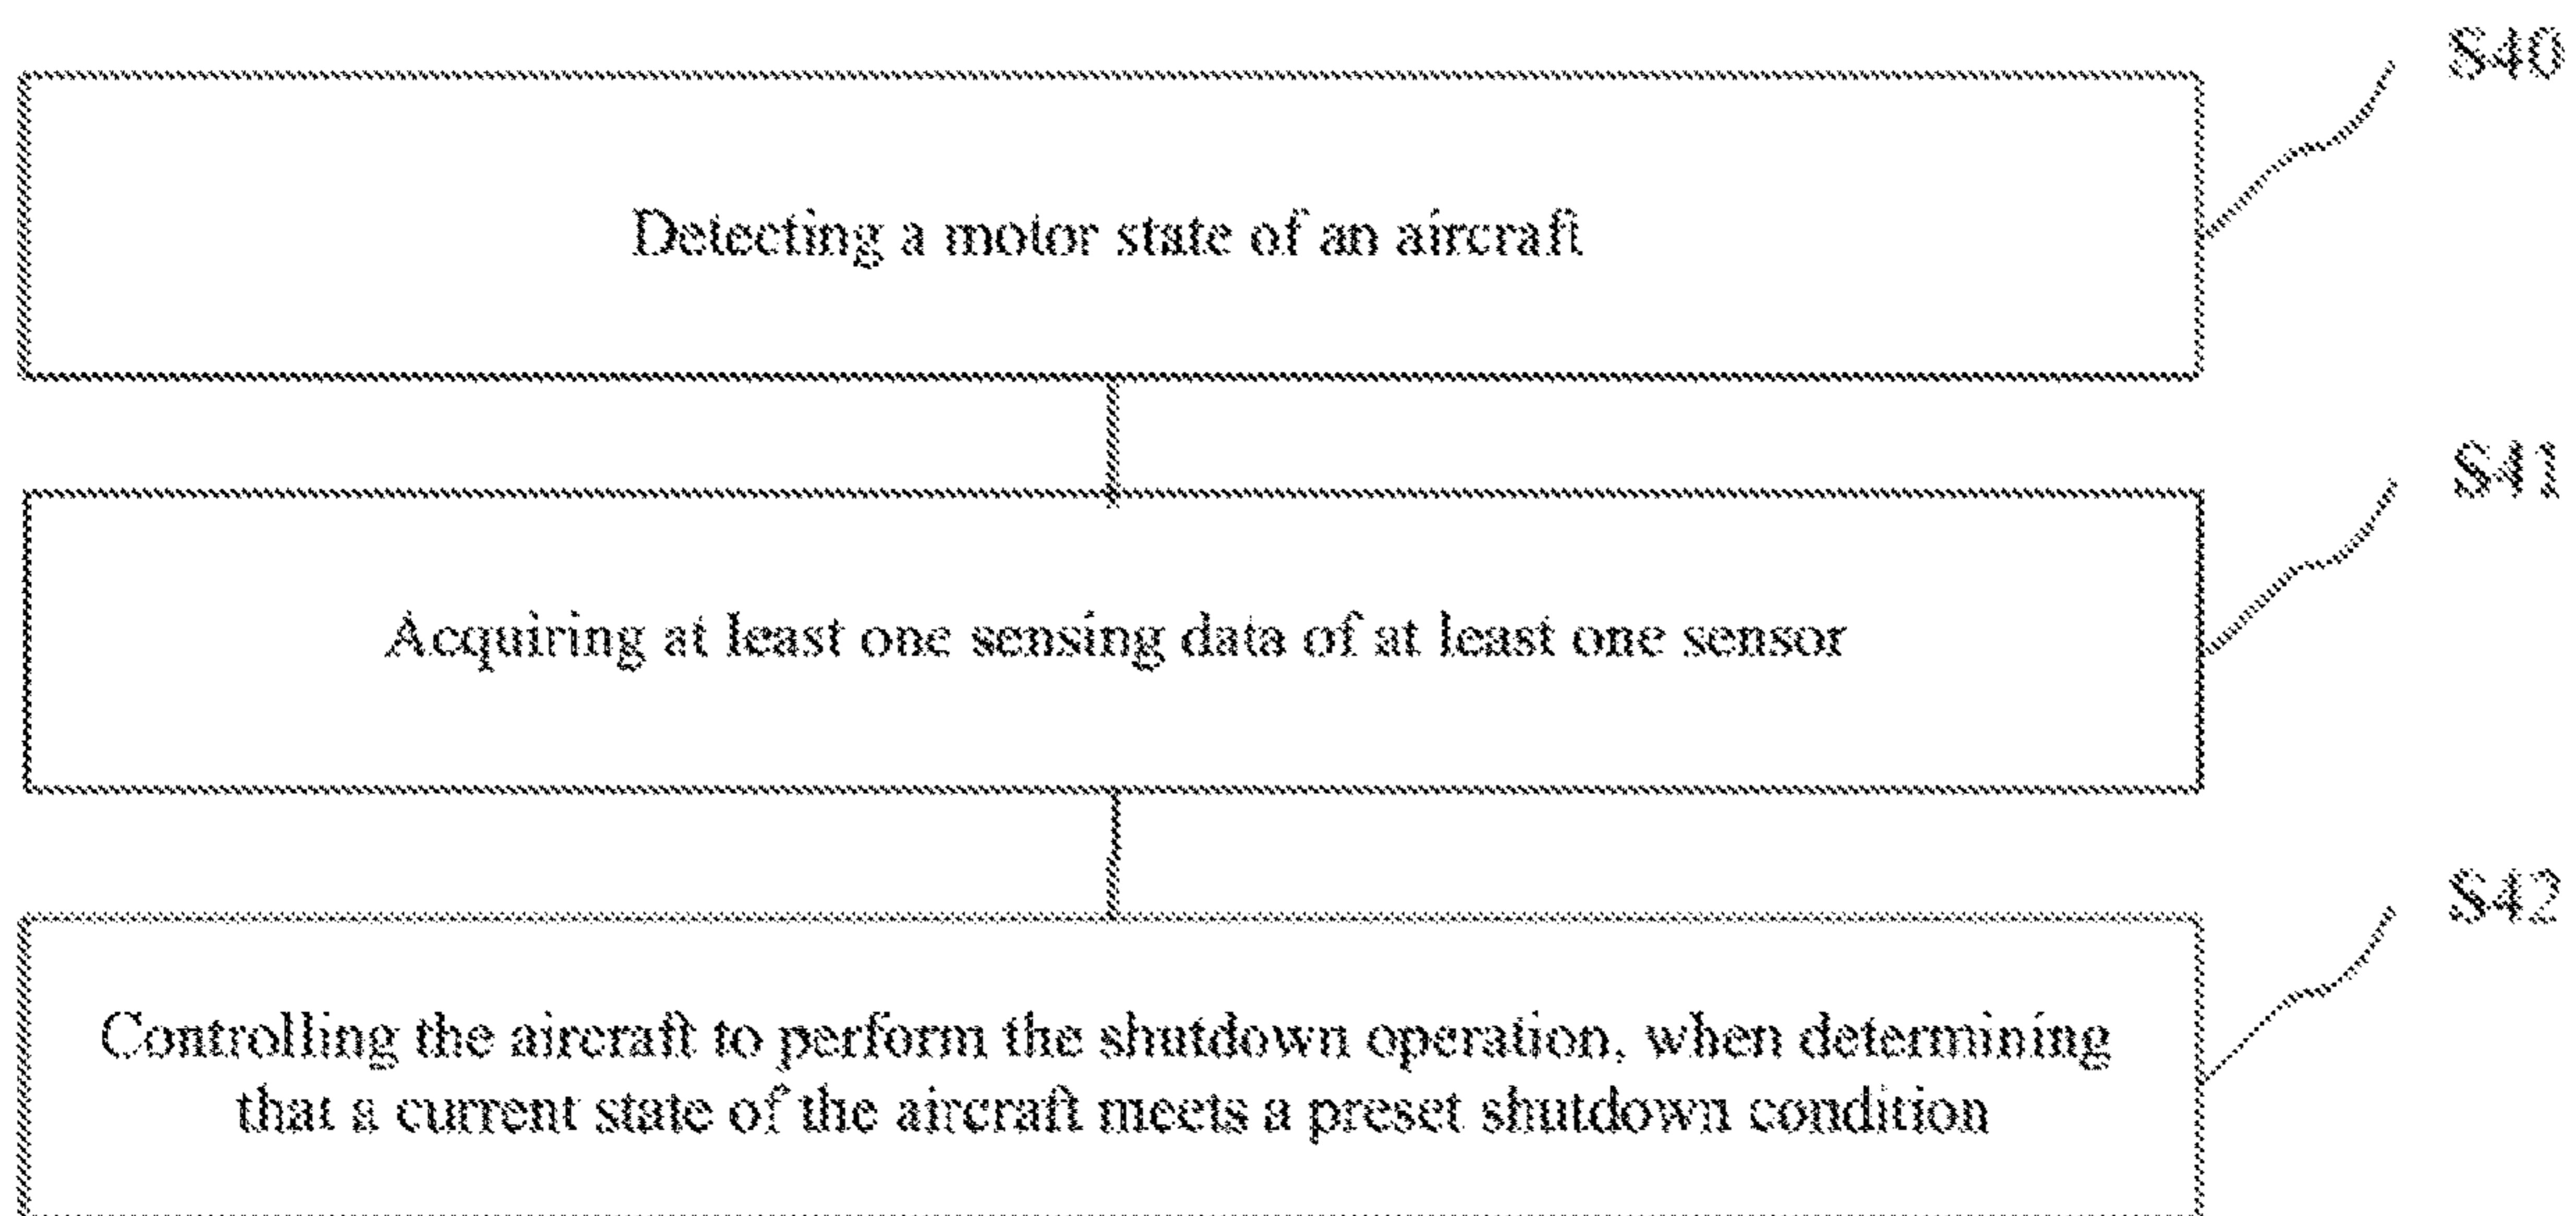 S40
Detecting a motor state of an aircraft
S41
Acquiring at least one sensing data of at least one sensor
S42
Controlling the aircraft to perform the shutdown operation, when determining
that a current state of the aircraft meets a preset shutdown condition